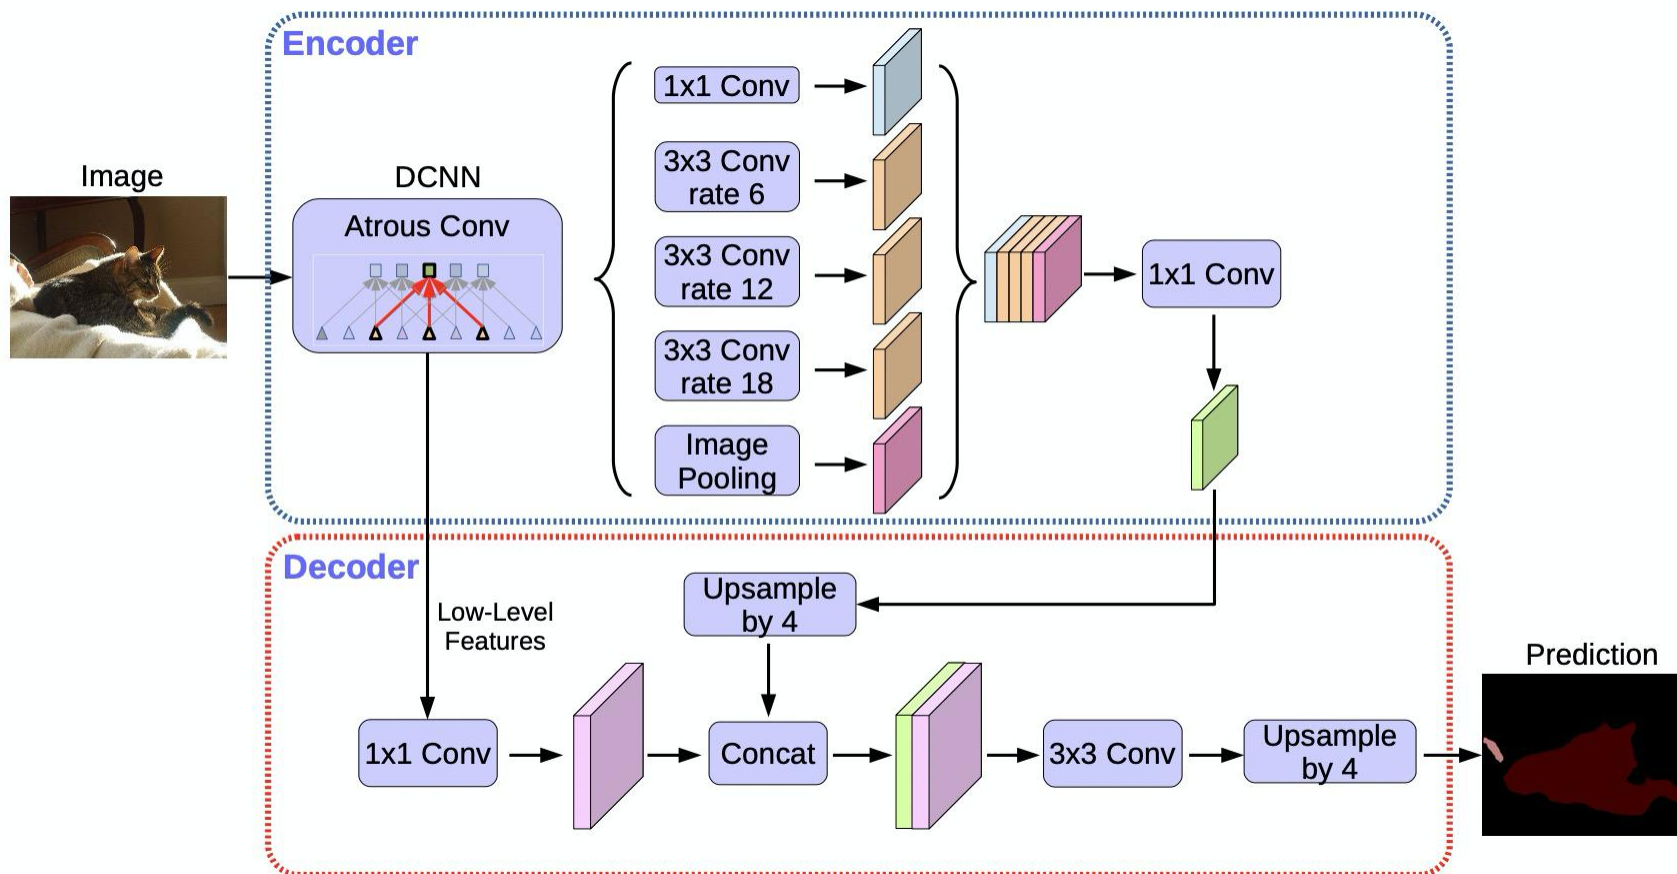 Encoder
Image
DCNN
Atrous Conv
1x1 Conv
3x3 Conv
rate 6
3x3 Conv
rate 12
3x3 Conv
rate 18
Image
Pooling
1x1 Conv
Decoder
Low-Level
Features
Upsample
by 4
1x1 Conv
Concat
3x3 Conv
Upsample
by 4
Prediction